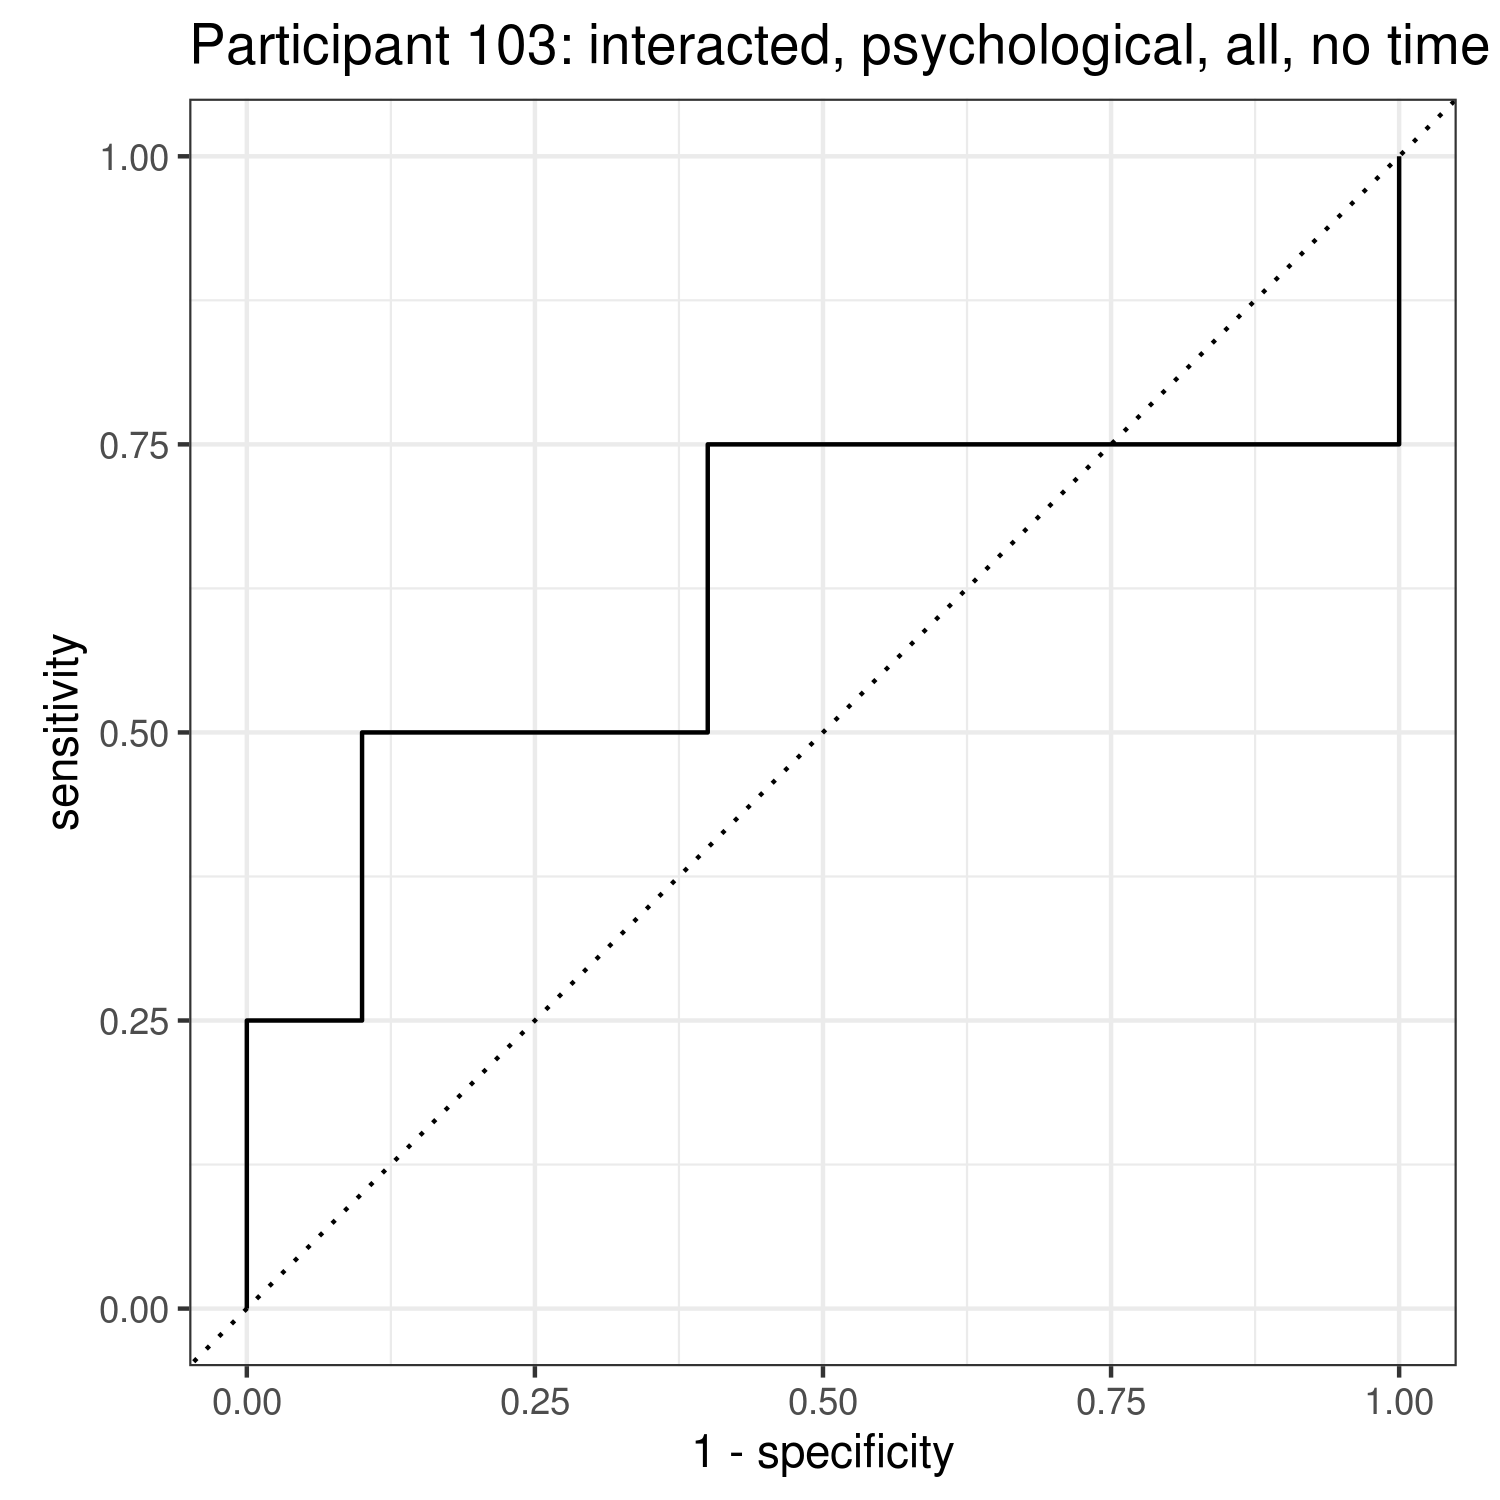 Participant 103: interacted, psychological, all, no time
1.00
0.75
0.50
0.25
0.00
sensitivity
0.00 0.25 0.50 0.75 1.00
1 - specificity